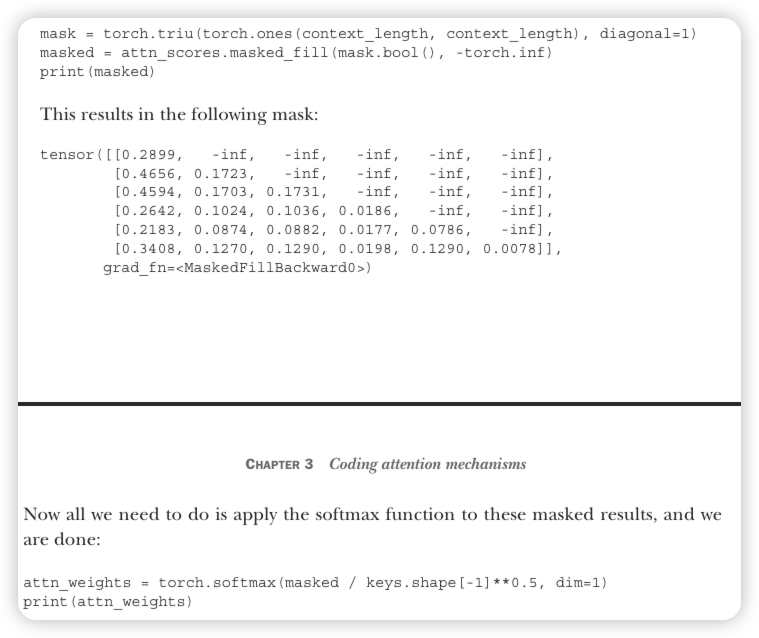 mask = torch.triu(torch.ones(context_length, context_length), diagonal=1)
masked = attn_scores.masked_fill(mask.bool(), -torch.inf)
print(masked)
This results in the following mask:
tensor([[0.2899,   -inf,   -inf,   -inf,   -inf,   -inf],
        [0.4656, 0.1723,   -inf,   -inf,   -inf,   -inf],
        [0.4594, 0.1703, 0.1731,   -inf,   -inf,   -inf],
        [0.2642, 0.1024, 0.1036, 0.0186,   -inf,   -inf],
        [0.2183, 0.0874, 0.0882, 0.0177, 0.0786,   -inf],
        [0.3408, 0.1270, 0.1290, 0.0198, 0.1290, 0.0078]],
       grad_fn=<MaskedFillBackward0>)
CHAPTER 3 Coding attention mechanisms
Now all we need to do is apply the softmax function to these masked results, and we
are done:
attn_weights = torch.softmax(masked / keys.shape[-1]**0.5, dim=1)
print(attn_weights)